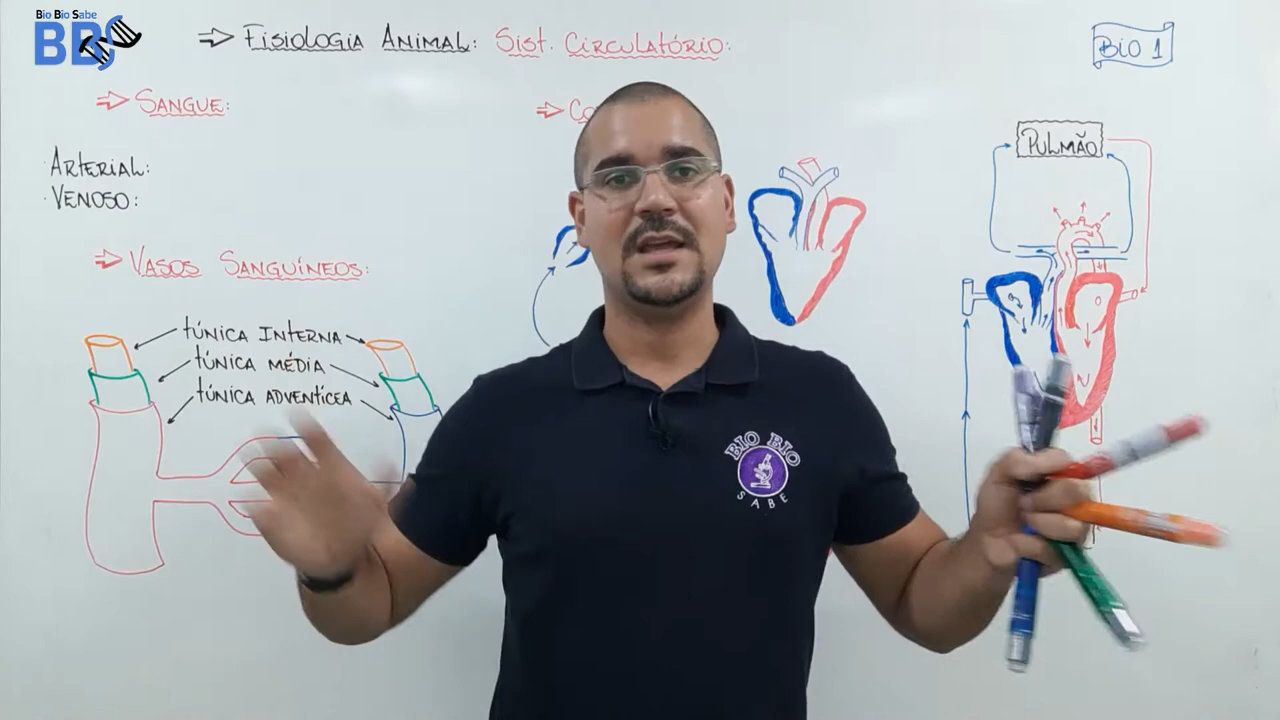 Bio Bio Sabe
BBS
⇨ Fisiologia Animal: Sist. Circulatório:
Bio 1
⇨ Sangue:
Arterial:
Venoso:
⇨ Vasos Sanguíneos:
túnica interna
túnica média
túnica adventícea
Pulmão
BIO BIO
SABE